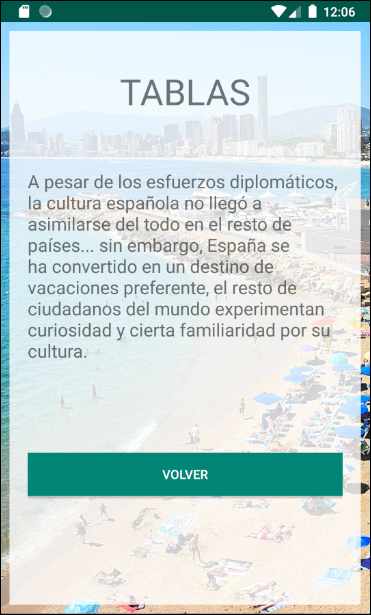 12:06
TABLAS
A pesar de los esfuerzos diplomáticos,
la cultura española no llegó a
asimilarse del todo en el resto de
países... sin embargo, España se
ha convertido en un destino de
vacaciones preferente, el resto de
ciudadanos del mundo experimentan
curiosidad y cierta familiaridad por su
cultura.
VOLVER